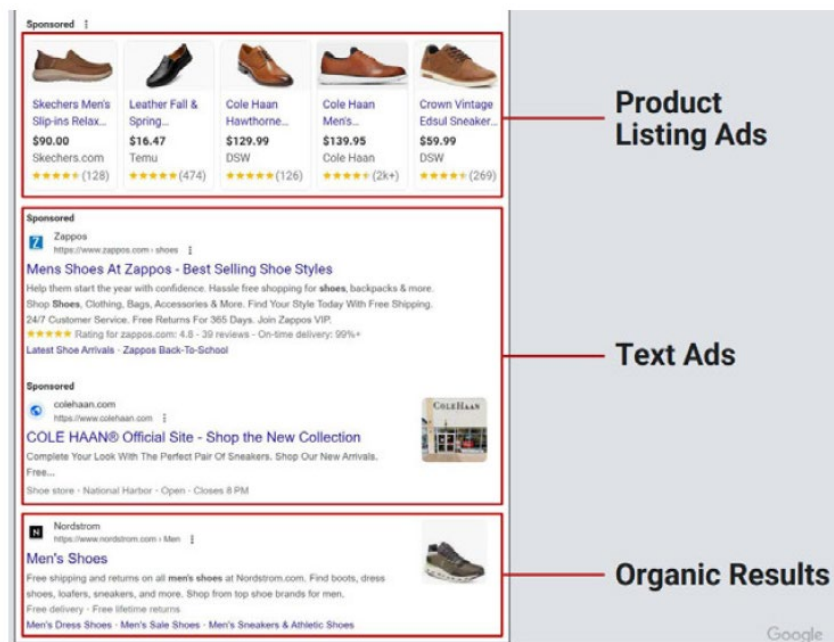 Sponsored
Skechers Men's
Slip-ins Relax...
$90.00
Skechers.com
(128)
Leather Fall &
Spring...
$16.47
Temu
(474)
Cole Haan
Hawthorne...
$129.99
DSW
(126)
Cole Haan
Men's...
$139.95
Cole Haan
(2k+)
Crown Vintage
Edsul Sneaker...
$59.99
DSW
(269)
Product
Listing Ads
Sponsored
Z
Zappos
https://www.zappos.com › shoes
Mens Shoes At Zappos - Best Selling Shoe Styles
Help them start the year with confidence. Hassle free shopping for shoes, backpacks & more.
Shop Shoes, Clothing, Bags, Accessories & More. Find Your Style Today With Free Shipping.
24/7 Customer Service. Free Returns For 365 Days. Join Zappos VIP.
Rating for zappos.com: 4.6 - 39 reviews - On-time delivery: 99%+
Latest Shoe Arrivals · Zappos Back-To-School
Text Ads
Sponsored
colehaan.com
https://www.colehaan.com
COLE HAAN® Official Site - Shop the New Collection
Complete Your Look With The Perfect Pair Of Sneakers. Shop Our New Arrivals.
Free...
Shoe store · National Harbor · Open · Closes 8 PM
COLE HAAN
N
Nordstrom
https://www.nordstrom.com › Men
Men's Shoes
Free shipping and returns on all men's shoes at Nordstrom.com. Find boots, dress
shoes, loafers, sneakers, and more. Shop from top shoe brands for men.
Free delivery · Free lifetime returns
Men's Dress Shoes · Men's Sale Shoes · Men's Sneakers & Athletic Shoes
Organic Results
Google